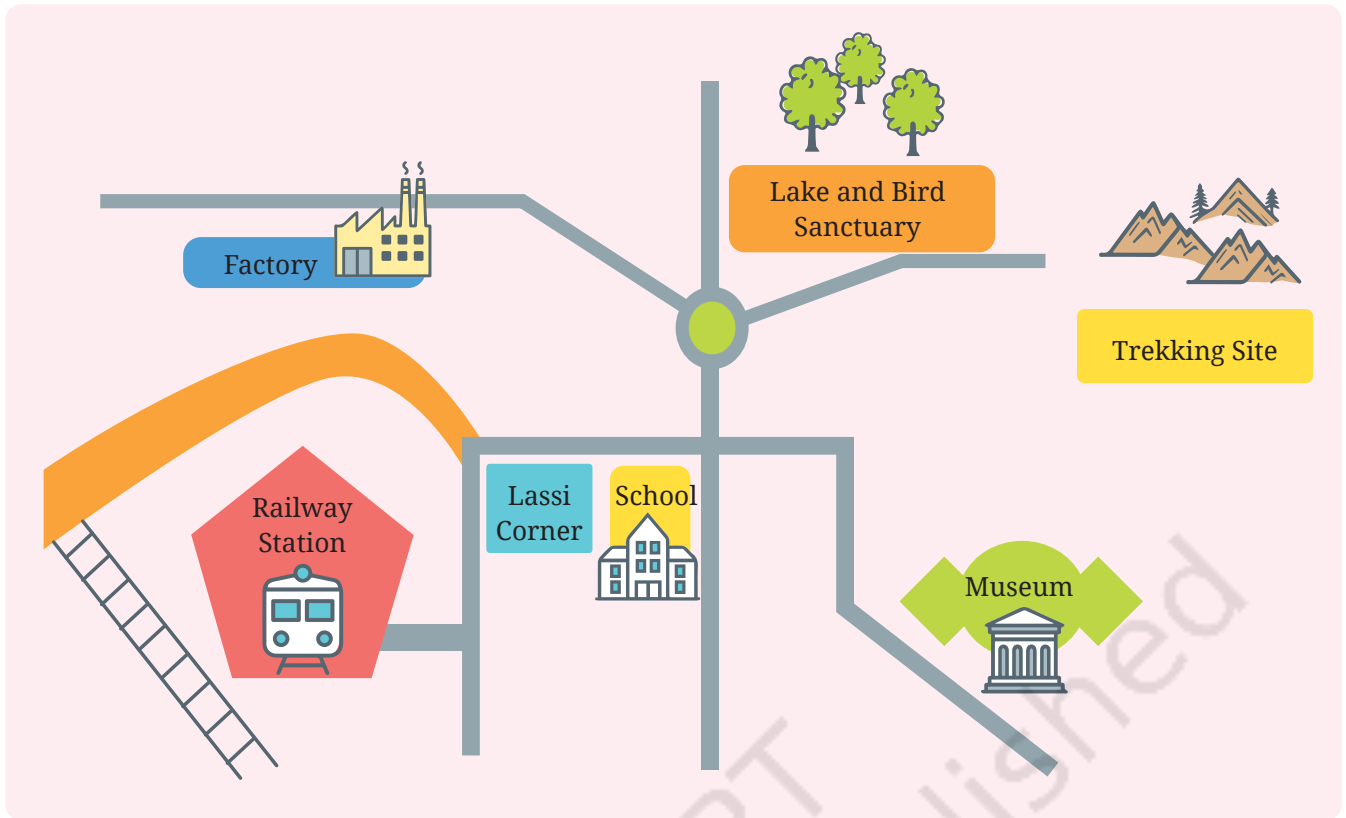 Lake and Bird
Sanctuary
Factory
Trekking Site
Railway
Station
Lassi
Corner
School
Museum